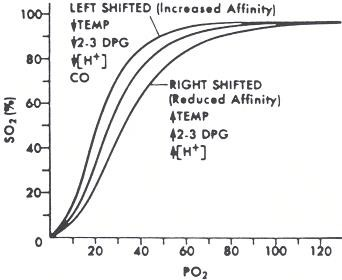 LEFT SHIFTED (Increased Affinity)
↓TEMP
↓2-3 DPG
↓[H+]
CO
RIGHT SHIFTED
(Reduced Affinity)
↑TEMP
↑2-3 DPG
↑[H+]
SO2(%)
100
80
60
40
20
0
20 40 60 80 100 120
PO2